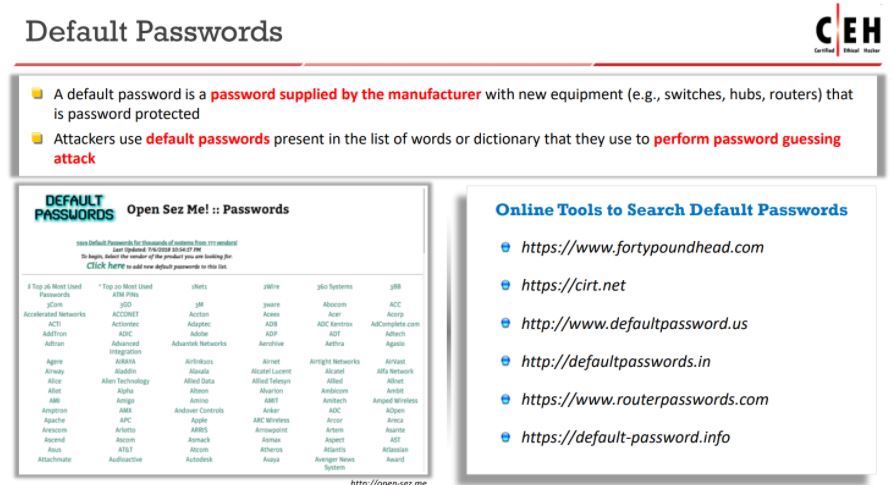 Default Passwords
C|EH
Certified Ethical Hacker
A default password is a password supplied by the manufacturer with new equipment (e.g., switches, hubs, routers) that
is password protected
Attackers use default passwords present in the list of words or dictionary that they use to perform password guessing
attack
DEFAULT
PASSWORDS
Open Sez Me! :: Passwords
Default Passwords for thousands of systems from 777 vendors!
Last Updated: 7/6/2018 10:54:17 PM
To begin, Select the vendor of the product you are looking for.
Click here to add new default passwords to this list.
Top 26 Most Used Passwords * Top 20 Most Used ATM PINs 2Wire 360 Systems 3BB
3Com 3GO 3M 3ware Abocom ACC
Accelerated Networks ACCONET Accton Aceex Acer Acorp
ACTI Actiontec Adaptec ADB ADC Kentrox AdComplete.com
AddTron ADIC Adobe ADP ADT Adtech
Adtran Advanced Integration Advantek Networks Aerohive Aethra Agasio
Agere AIRAYA Airlink101 Airnet Airtight Networks AirVast
Airway Aladdin Alaxala Alcatel Lucent Alcatel Alfa Network
Alice Alien Technology Allied Data Allied Telesyn Allied Allnet
Allot Alpha Alteon Alvarion Ambicom Ambit
AMI Amigo Amino AMIT Amitech Amped Wireless
Amptron AMX Andover Controls Anker AOC AOpen
Apache APC Apple ARC Wireless Arcor Areca
Arescom Arlotto ARRIS Arrowpoint Artem Asante
Ascend Ascom Asmack Asmax Aspect AST
Asus AT&T Atcom Atheros Atlantis Atlassian
Attachmate Audioactive Autodesk Avaya Avenger News System Award
http://open-sez.me
Online Tools to Search Default Passwords
https://www.fortypoundhead.com
https://cirt.net
http://www.defaultpassword.us
http://defaultpasswords.in
https://www.routerpasswords.com
https://default-password.info